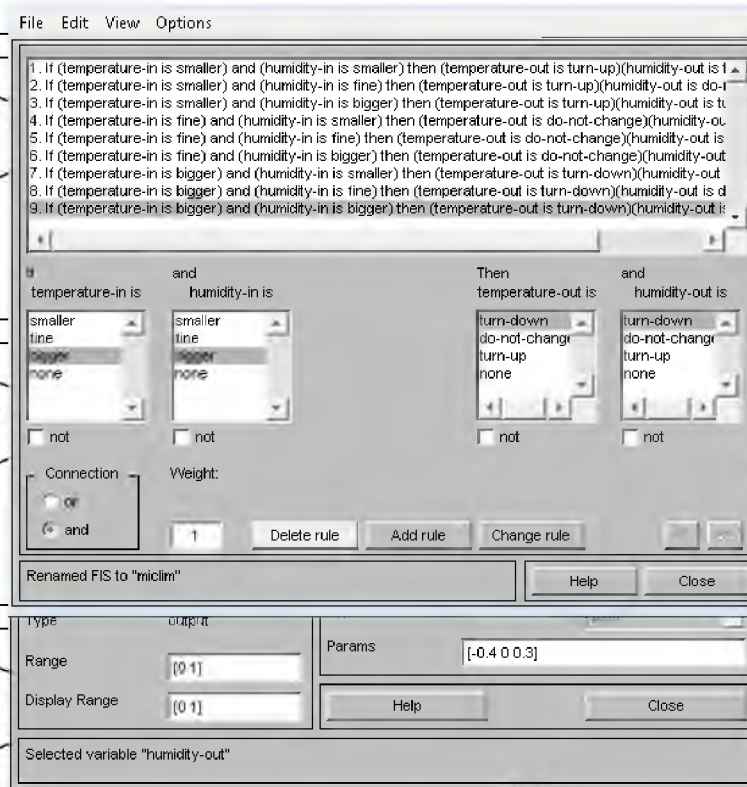 File Edit View Options
1. If (temperature-in is smaller) and (humidity-in is smaller) then (temperature-out is turn-up)(humidity-out is
2. If (temperature-in is smaller) and (humidity-in is fine) then (temperature-out is turn-up)(humidity-out is do-
3. If (temperature-in is smaller) and (humidity-in is bigger) then (temperature-out is turn-up)(humidity-out is tu
4. If (temperature-in is fine) and (humidity-in is smaller) then (temperature-out is do-not-change)(humidity-ou
5. If (temperature-in is fine) and (humidity-in is fine) then (temperature-out is do-not-change)(humidity-out is
6. If (temperature-in is fine) and (humidity-in is bigger) then (temperature-out is do-not-change)(humidity-out
7. If (temperature-in is bigger) and (humidity-in is smaller) then (temperature-out is turn-down)(humidity-out
8. If (temperature-in is bigger) and (humidity-in is fine) then (temperature-out is turn-down)(humidity-out is d
9. If (temperature-in is bigger) and (humidity-in is bigger) then (temperature-out is turn-down)(humidity-out is
If and Then and
temperature-in is humidity-in is temperature-out is humidity-out is
smaller smaller turn-down turn-down
fine fine do-not-change do-not-change
bigger bigger turn-up turn-up
none none none none
not not not not
Connection Weight:
or
and 1 Delete rule Add rule Change rule
Renamed FIS to "miclim" Help Close
Type output
Params [-0.4 0 0.3]
Range [0 1]
Display Range [0 1] Help Close
Selected variable "humidity-out"